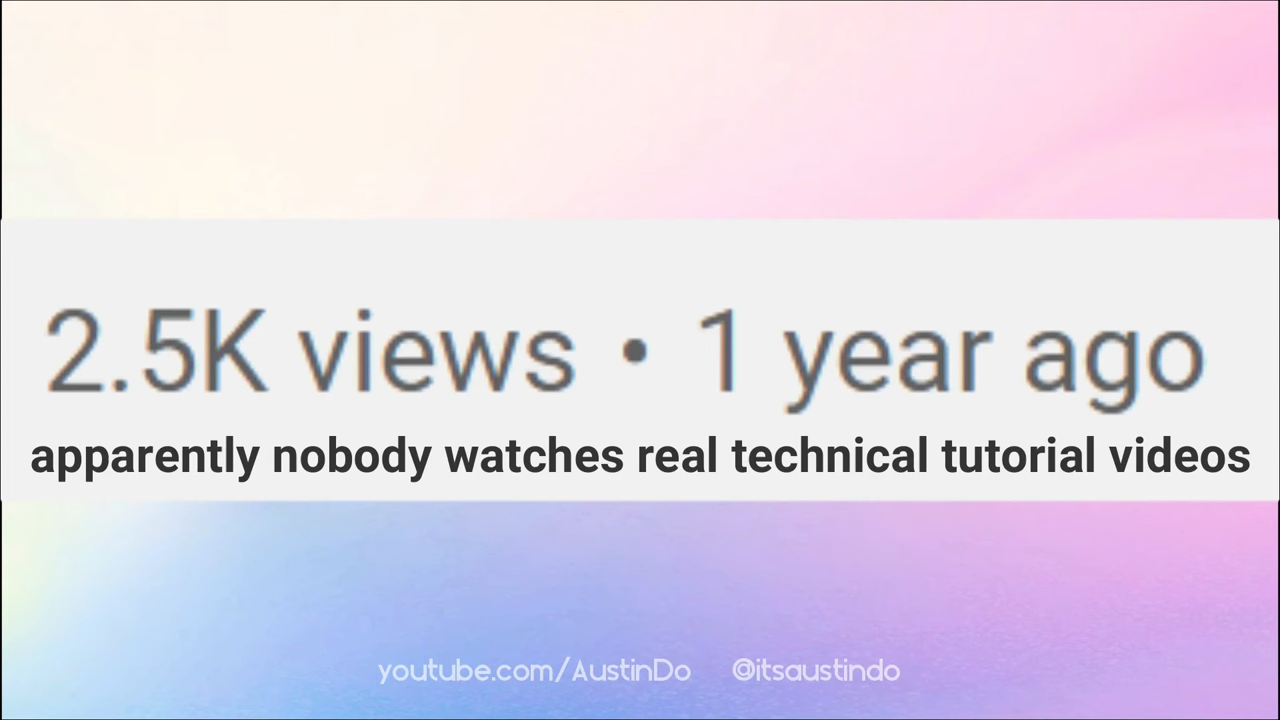 2.5K views • 1 year ago
apparently nobody watches real technical tutorial videos
youtube.com/AustinDo @itsaustindo